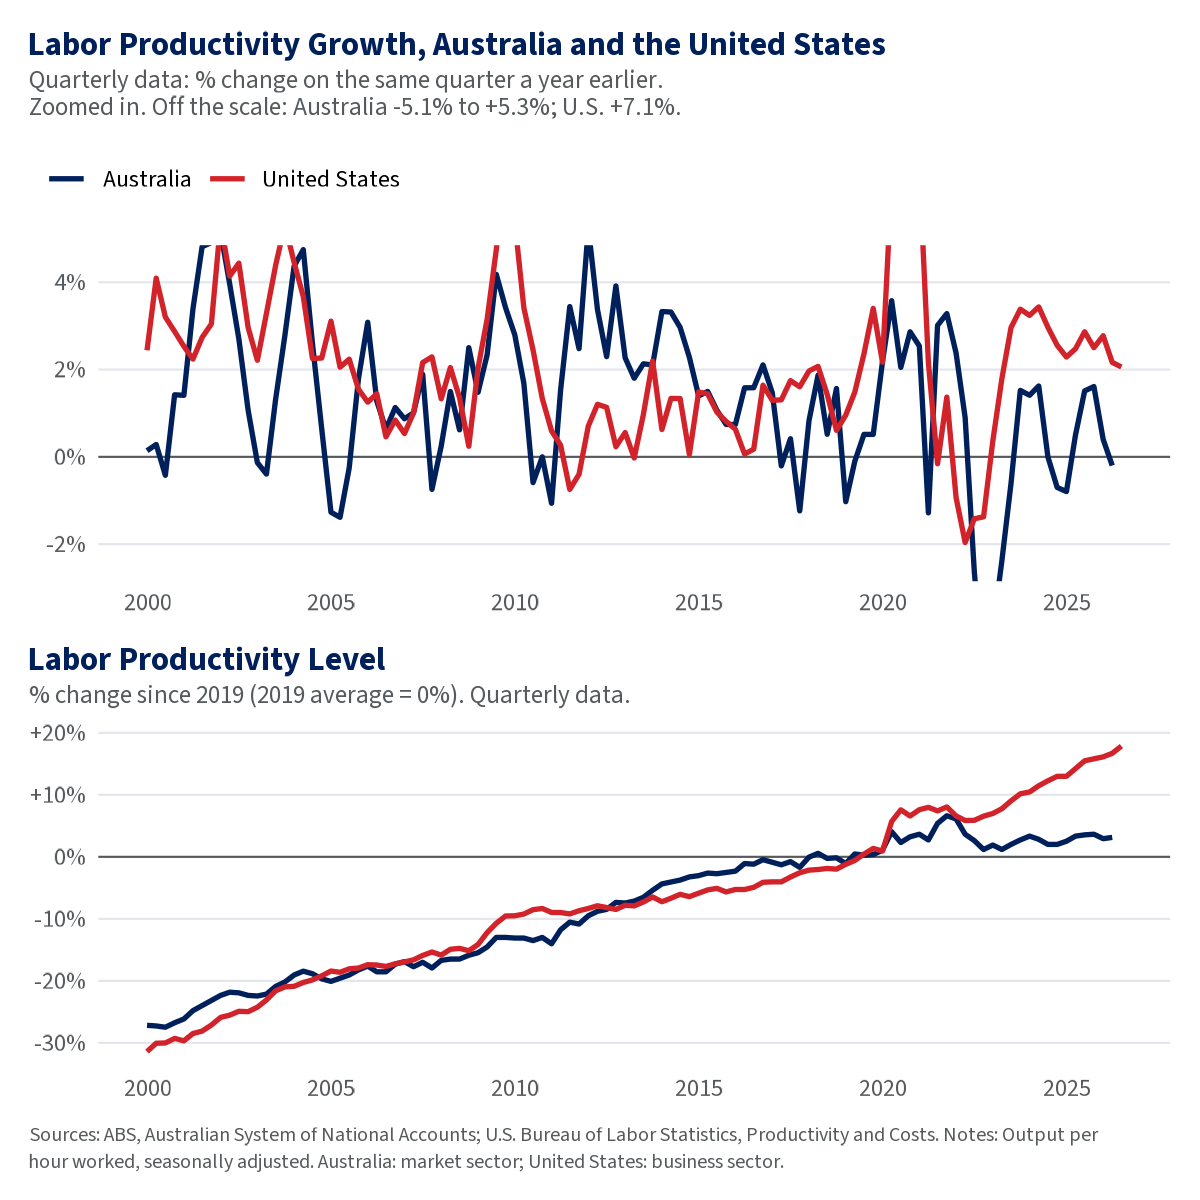 Labor Productivity Growth, Australia and the United States
Quarterly data: % change on the same quarter a year earlier.
Zoomed in. Off the scale: Australia -5.1% to +5.3%; U.S. +7.1%.
Australia United States
4%
2%
0%
-2%
2000 2005 2010 2015 2020 2025
Labor Productivity Level
% change since 2019 (2019 average = 0%). Quarterly data.
+20%
+10%
0%
-10%
-20%
-30%
2000 2005 2010 2015 2020 2025
Sources: ABS, Australian System of National Accounts; U.S. Bureau of Labor Statistics, Productivity and Costs. Notes: Output per
hour worked, seasonally adjusted. Australia: market sector; United States: business sector.